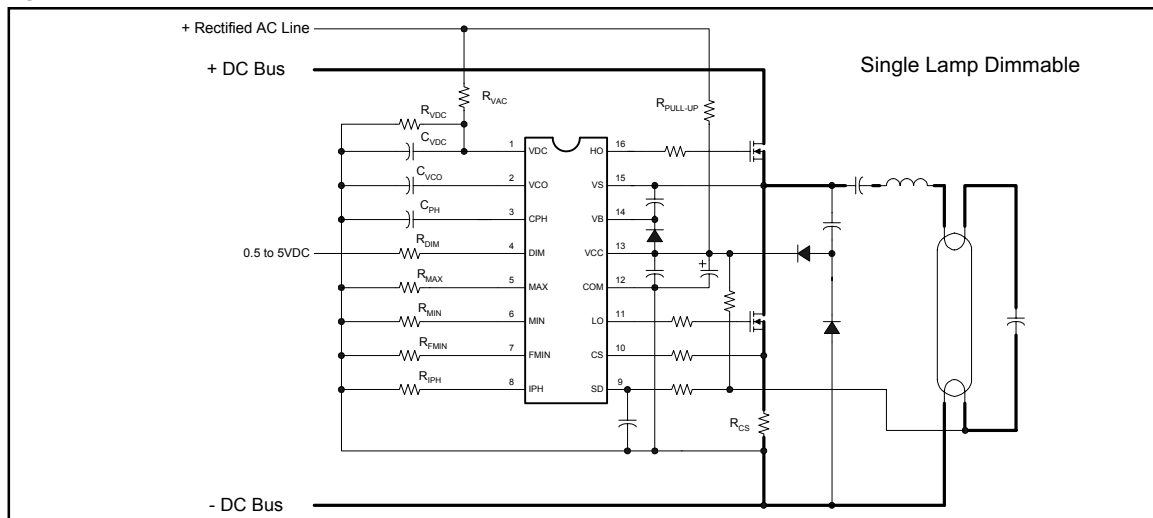 + Rectified AC Line
+ DC Bus
Single Lamp Dimmable
RVAC
RPULL-UP
RVDC
CVDC
1 VDC HO 16
CVCO
2 VCO VS 15
CPH
3 CPH VB 14
RDIM
0.5 to 5VDC
4 DIM VCC 13
RMAX
5 MAX COM 12
RMIN
6 MIN LO 11
RFMIN
7 FMIN CS 10
RIPH
8 IPH SD 9
RCS
- DC Bus